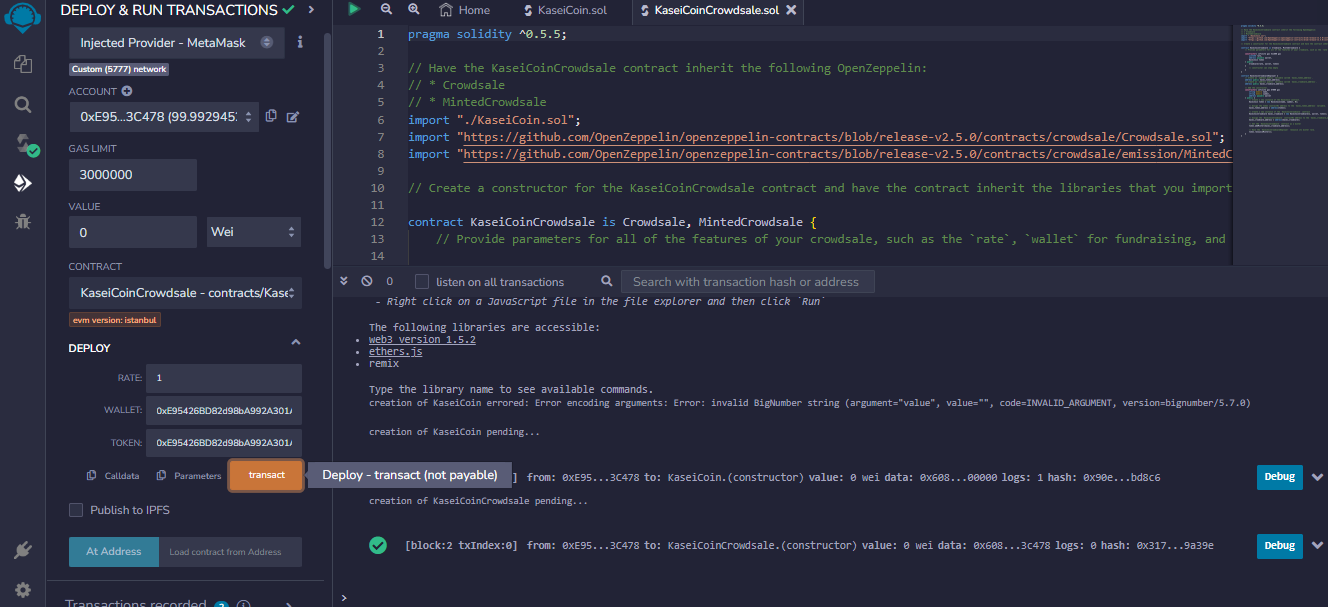 DEPLOY & RUN TRANSACTIONS
Injected Provider - MetaMask
Custom (5777) network
ACCOUNT
0xE95...3C478 (99.9929452
GAS LIMIT
3000000
VALUE
0
Wei
CONTRACT
KaseiCoinCrowdsale - contracts/Kase
evm version: istanbul
DEPLOY
RATE:
1
WALLET:
0xE95426BD82d98bA992A301
TOKEN:
0xE95426BD82d98bA992A301
Calldata
Parameters
transact
Deploy - transact (not payable)
Publish to IPFS
At Address
Load contract from Address
Transactions recorded
2
Home
KaseiCoin.sol
KaseiCoinCrowdsale.sol
1 pragma solidity ^0.5.5;
2
3 // Have the KaseiCoinCrowdsale contract inherit the following OpenZeppelin:
4 // * Crowdsale
5 // * MintedCrowdsale
6 import "./KaseiCoin.sol";
7 import "https://github.com/OpenZeppelin/openzeppelin-contracts/blob/release-v2.5.0/contracts/crowdsale/Crowdsale.sol";
8 import "https://github.com/OpenZeppelin/openzeppelin-contracts/blob/release-v2.5.0/contracts/crowdsale/emission/MintedC
9
10 // Create a constructor for the KaseiCoinCrowdsale contract and have the contract inherit the libraries that you import
11
12 contract KaseiCoinCrowdsale is Crowdsale, MintedCrowdsale {
13 // Provide parameters for all of the features of your crowdsale, such as the `rate`, `wallet` for fundraising, and
14
0
listen on all transactions
Search with transaction hash or address
- Right click on a JavaScript file in the file explorer and then click `Run`
The following libraries are accessible:
• web3 version 1.5.2
• ethers.js
• remix
Type the library name to see available commands.
creation of KaseiCoin errored: Error encoding arguments: Error: invalid BigNumber string (argument="value", value="", code=INVALID_ARGUMENT, version=bignumber/5.7.0)
creation of KaseiCoin pending...
] from: 0xE95...3C478 to: KaseiCoin.(constructor) value: 0 wei data: 0x608...00000 logs: 1 hash: 0x90e...bd8c6
Debug
creation of KaseiCoinCrowdsale pending...
[block:2 txIndex:0] from: 0xE95...3C478 to: KaseiCoinCrowdsale.(constructor) value: 0 wei data: 0x608...3c478 logs: 0 hash: 0x317...9a39e
Debug
>